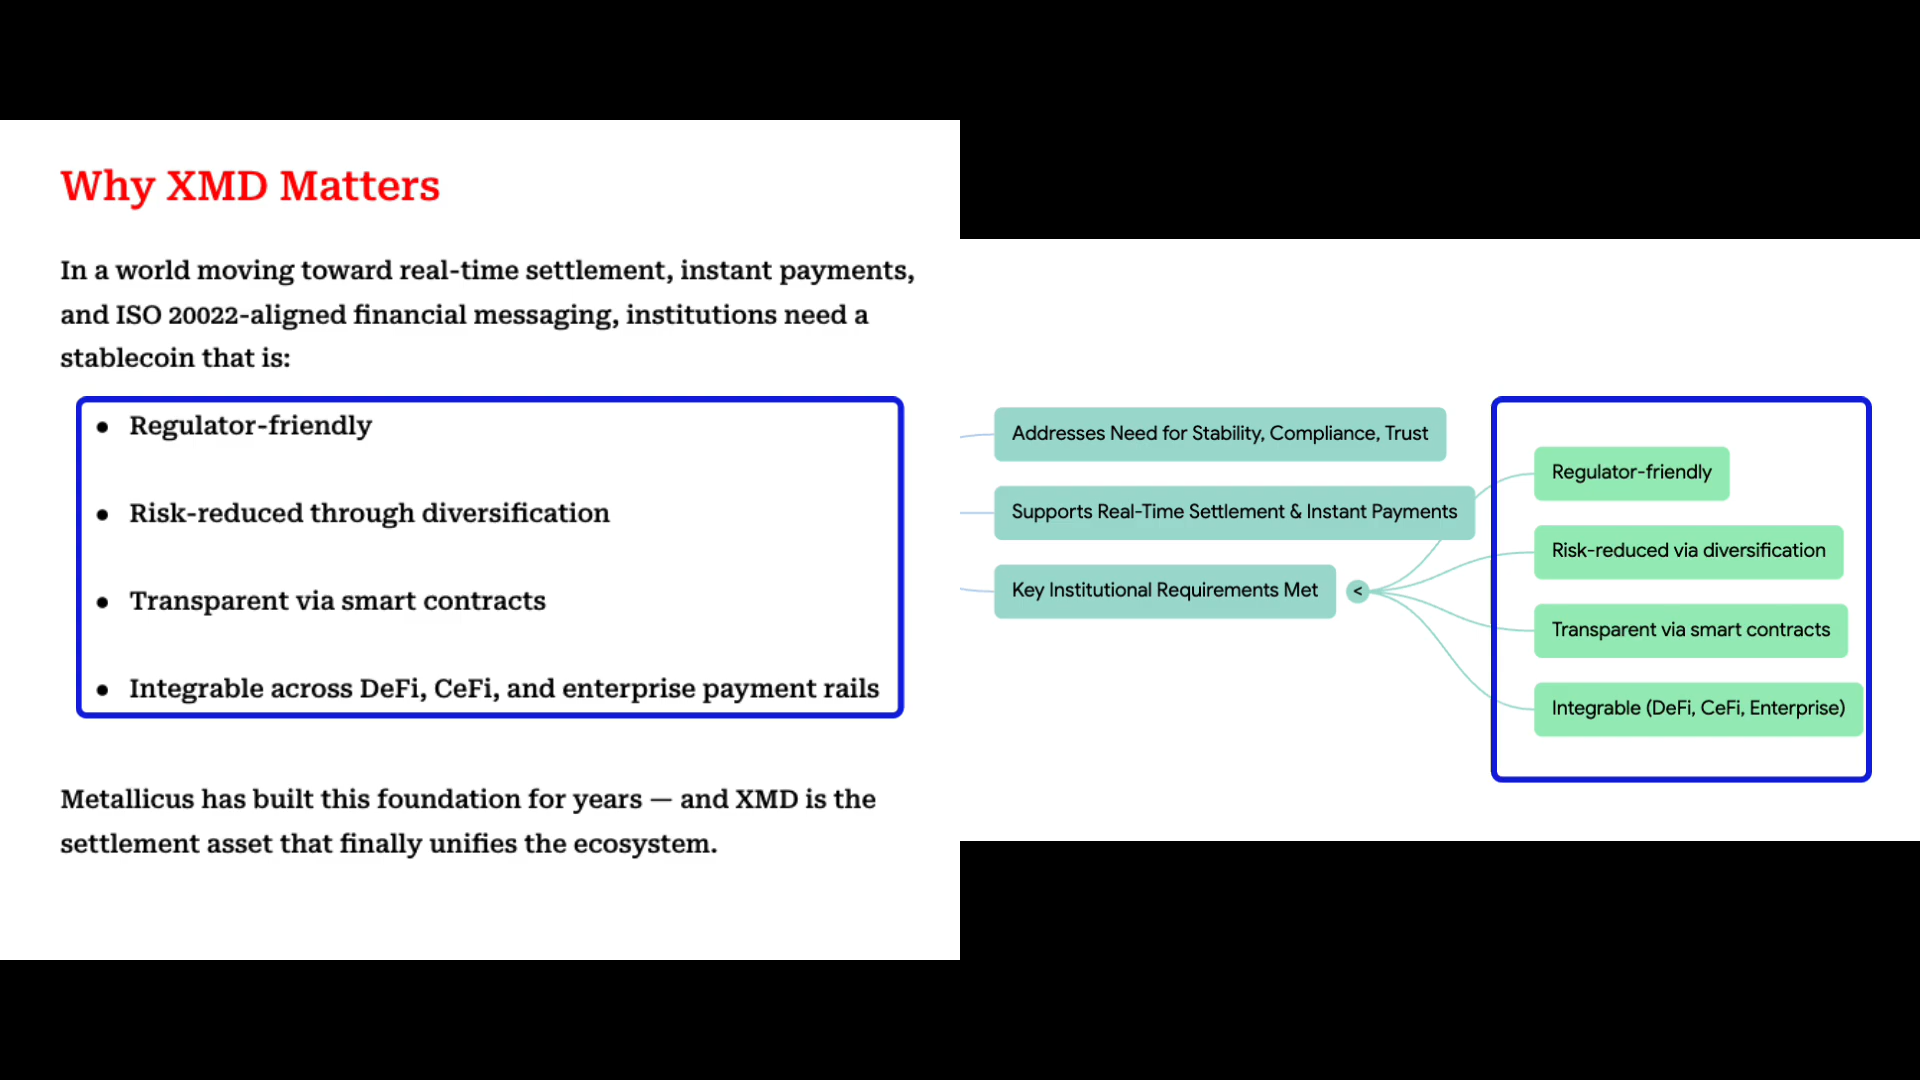 Why XMD Matters
In a world moving toward real-time settlement, instant payments,
and ISO 20022-aligned financial messaging, institutions need a
stablecoin that is:
● Regulator-friendly
● Risk-reduced through diversification
● Transparent via smart contracts
● Integrable across DeFi, CeFi, and enterprise payment rails
Metallicus has built this foundation for years — and XMD is the
settlement asset that finally unifies the ecosystem.
Addresses Need for Stability, Compliance, Trust
Supports Real-Time Settlement & Instant Payments
Key Institutional Requirements Met
<
Regulator-friendly
Risk-reduced via diversification
Transparent via smart contracts
Integrable (DeFi, CeFi, Enterprise)